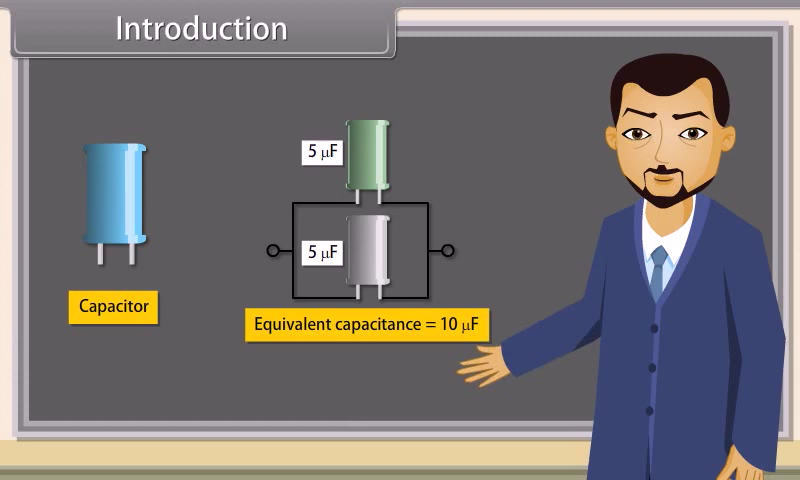 Introduction
5 μF
5 μF
Capacitor
Equivalent capacitance = 10 μF